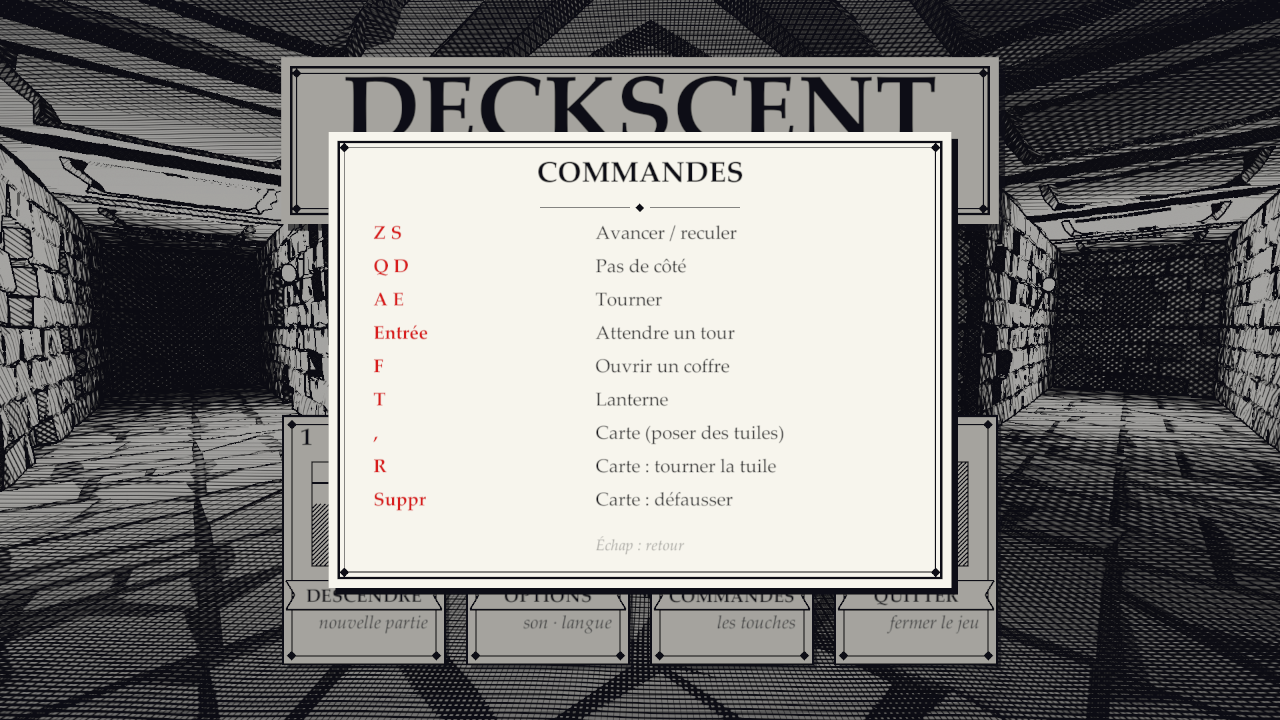 DECKSCENT
COMMANDES
Z S Avancer / reculer
Q D Pas de côté
A E Tourner
Entrée Attendre un tour
F Ouvrir un coffre
T Lanterne
, Carte (poser des tuiles)
R Carte : tourner la tuile
Suppr Carte : défausser
Échap : retour
1
DESCENDRE OPTIONS COMMANDES QUITTER
nouvelle partie son · langue les touches fermer le jeu